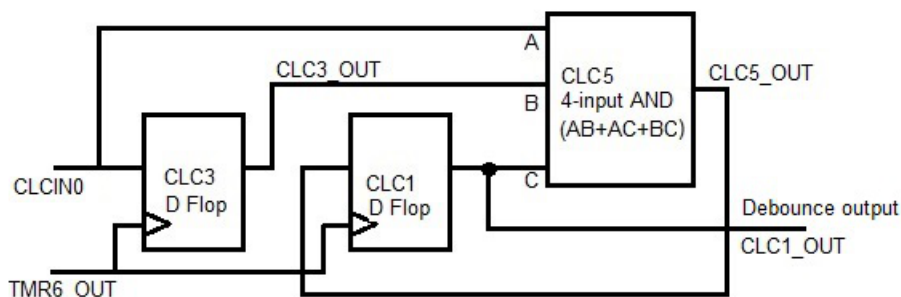 A
CLC3_OUT
CLC5
4-input AND
(AB+AC+BC)
CLC5_OUT
B
CLC3
D Flop
CLC1
D Flop
C
CLCIN0
Debounce output
CLC1_OUT
TMR6_OUT